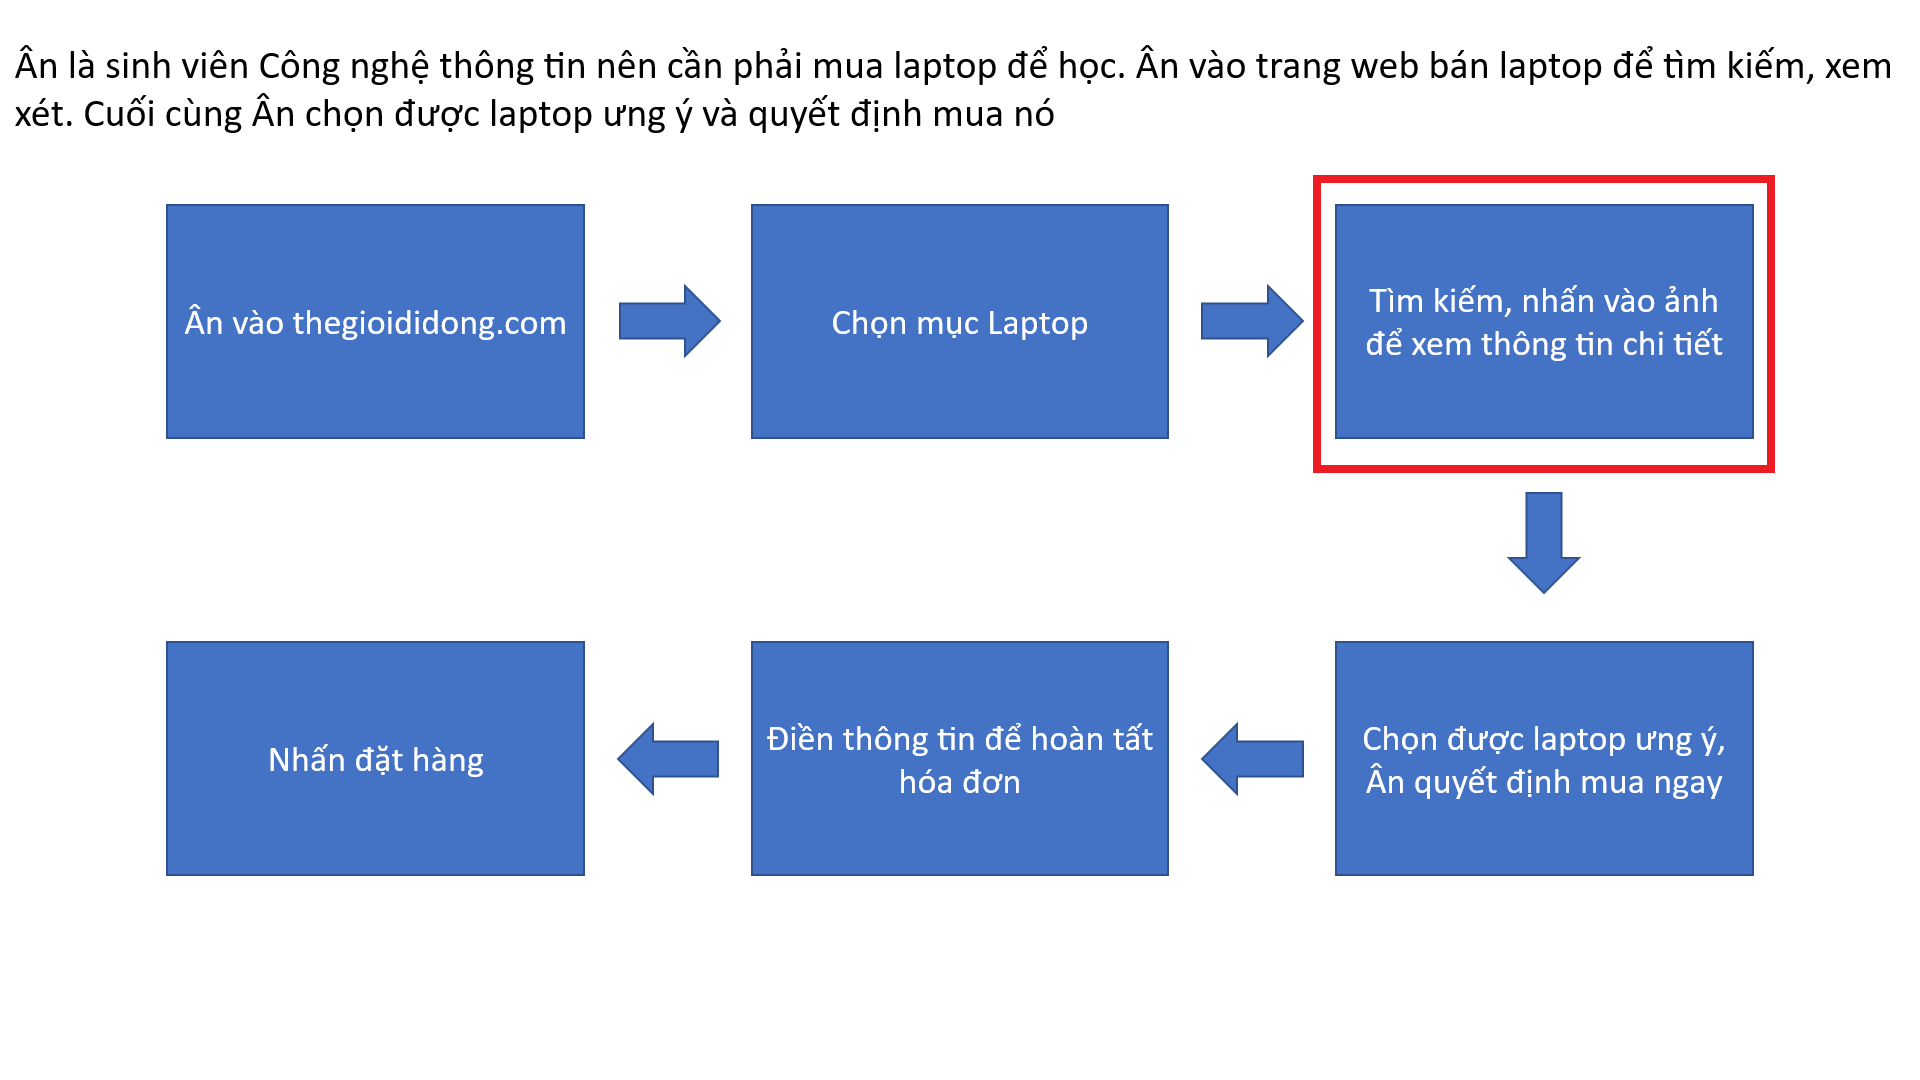 Ân là sinh viên Công nghệ thông tin nên cần phải mua laptop để học. Ân vào trang web bán laptop để tìm kiếm, xem
xét. Cuối cùng Ân chọn được laptop ưng ý và quyết định mua nó
Ân vào thegioididong.com
Chọn mục Laptop
Tìm kiếm, nhấn vào ảnh
để xem thông tin chi tiết
Chọn được laptop ưng ý,
Ân quyết định mua ngay
Điền thông tin để hoàn tất
hóa đơn
Nhấn đặt hàng